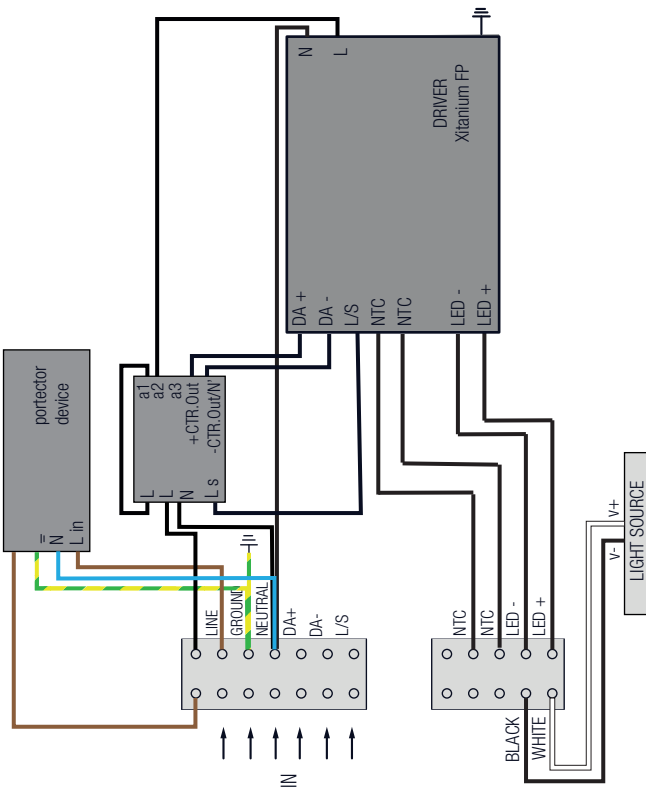 N
L
DRIVER
Xitanium FP
DA +
DA -
L/S
NTC
NTC
LED -
LED +
portector
device
=
N
L in
a1
a2
a3
+CTR.Out
-CTR.Out/N'
L
L
N
L s
LINE
GROUND
NEUTRAL
DA+
DA-
L/S
IN
NTC
NTC
LED -
LED +
BLACK
WHITE
V+
V-
LIGHT SOURCE